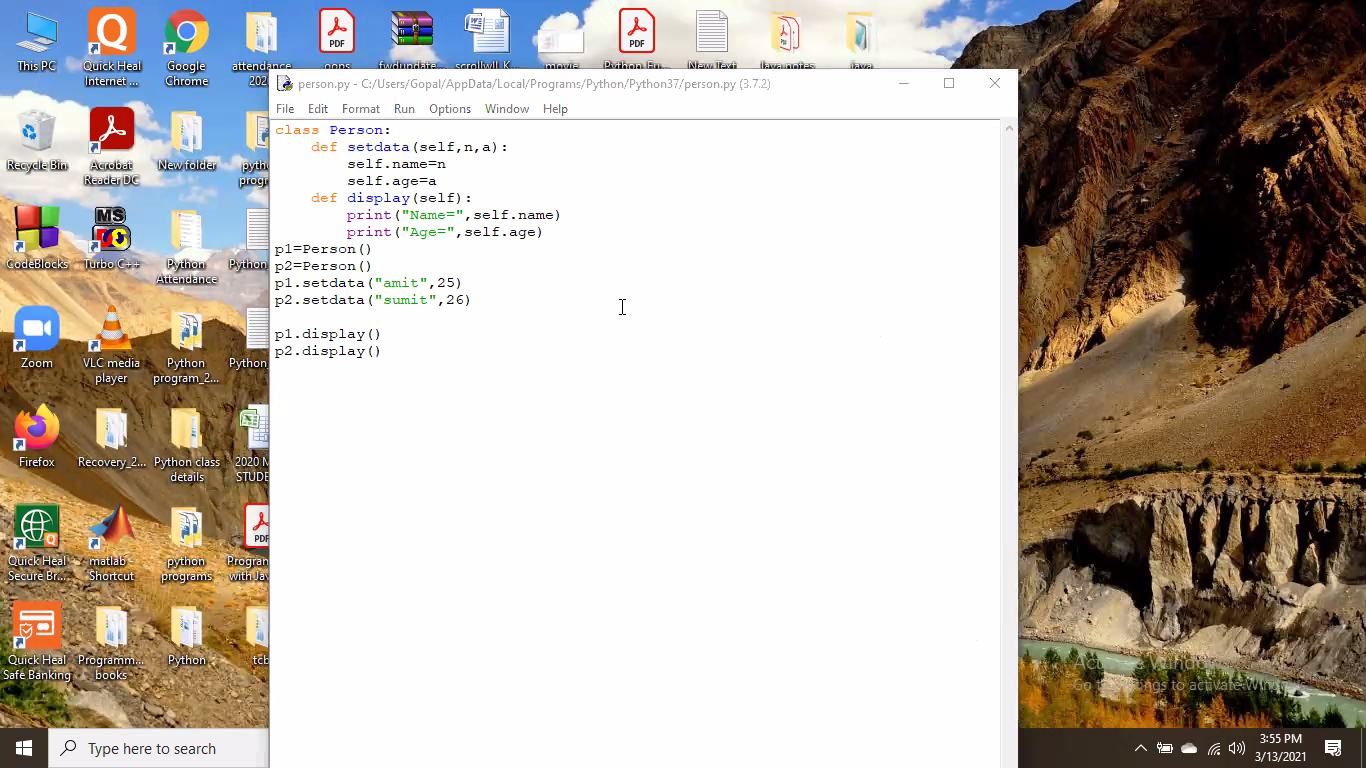 This PC
Quick Heal
Internet ...
Google
Chrome
attendance
202
oops
fwdupdate...
scrollwII K...
movie
Python Fu...
New Text
Java notes
java
person.py - C:/Users/Gopal/AppData/Local/Programs/Python/Python37/person.py (3.7.2)
File Edit Format Run Options Window Help
class Person:
    def setdata(self,n,a):
        self.name=n
        self.age=a
    def display(self):
        print("Name=",self.name)
        print("Age=",self.age)
p1=Person()
p2=Person()
p1.setdata("amit",25)
p2.setdata("sumit",26)
p1.display()
p2.display()
Recycle Bin
Acrobat
Reader DC
New folder
pytho
progr
CodeBlocks
MS
Turbo C++
Python
Attendance
Python
Zoom
VLC media
player
Python
program_2...
Python_
Firefox
Recovery_2...
Python class
details
2020 M
STUDE
Quick Heal
Secure Br...
matlab -
Shortcut
python
programs
PDF
Program
with Jav
Quick Heal
Safe Banking
Programm...
books
Python
tcb
Activate Windows
Go to Settings to activate Windows
Type here to search
3:55 PM
3/13/2021